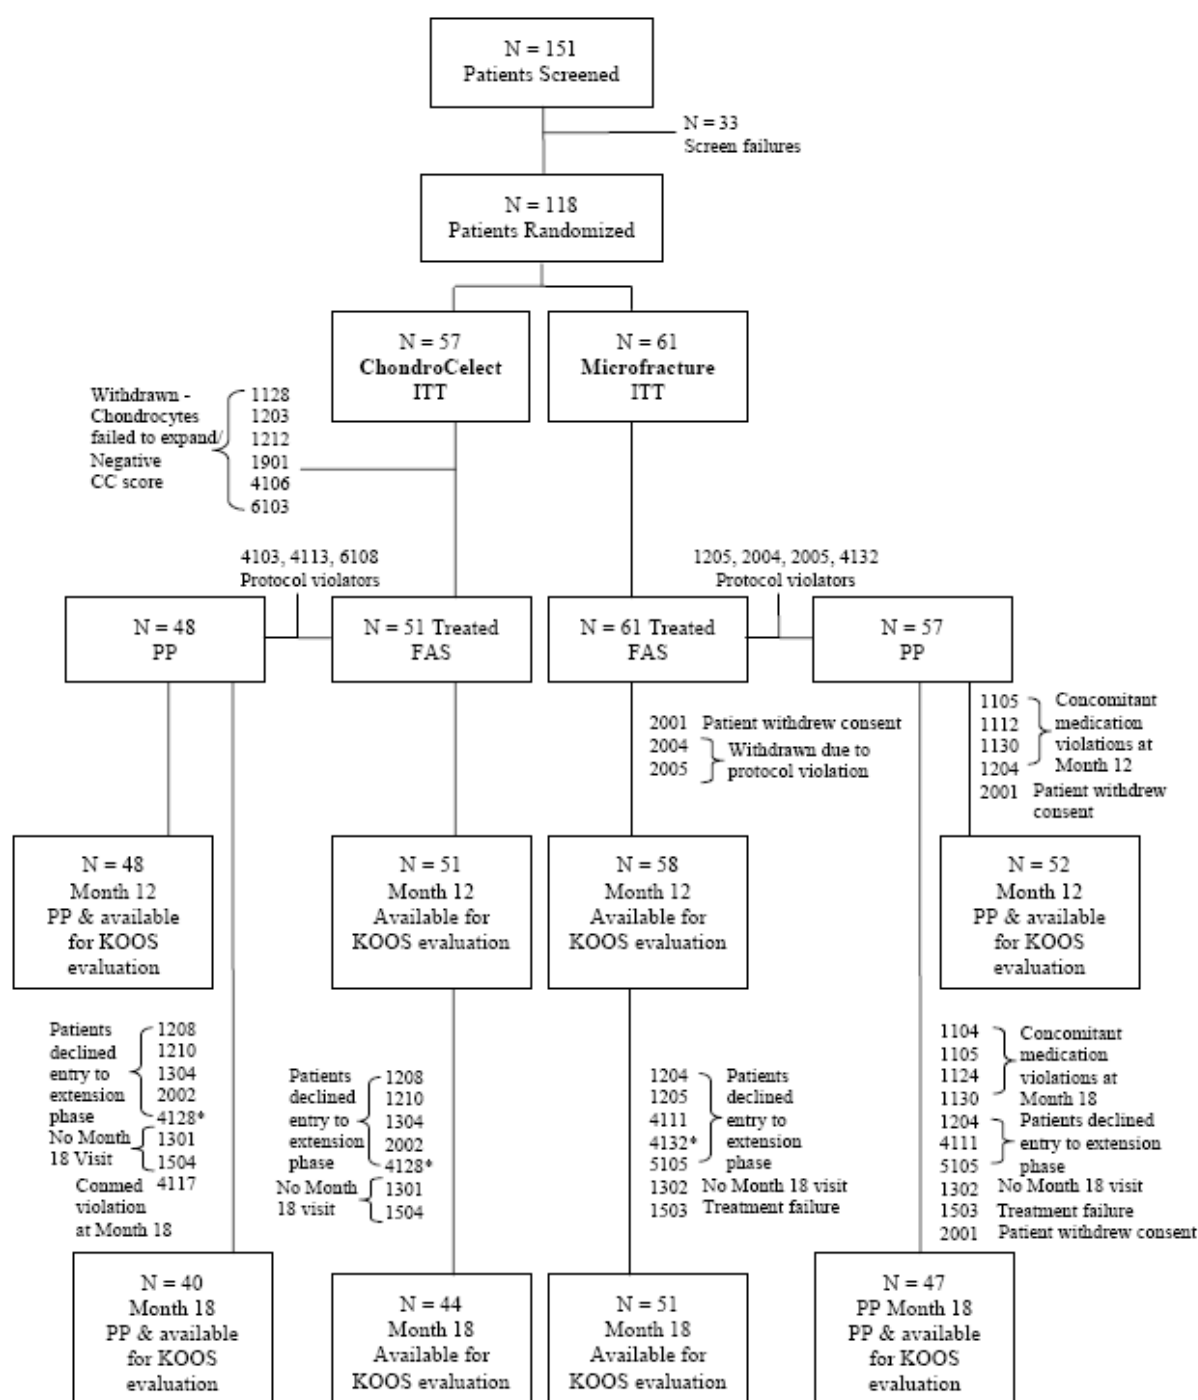 N = 151
Patients Screened
N = 33
Screen failures
N = 118
Patients Randomized
N = 57
ChondroCelect
ITT
N = 61
Microfracture
ITT
Withdrawn -
Chondrocytes
failed to expand/
Negative
CC score
1128
1203
1212
1901
4106
6103
4103, 4113, 6108
Protocol violators
1205, 2004, 2005, 4132
Protocol violators
N = 48
PP
N = 51 Treated
FAS
N = 61 Treated
FAS
N = 57
PP
2001 Patient withdrew consent
2004
2005
Withdrawn due to
protocol violation
1105
1112
1130
1204
Concomitant
medication
violations at
Month 12
2001 Patient withdrew
consent
N = 48
Month 12
PP & available
for KOOS
evaluation
N = 51
Month 12
Available for
KOOS evaluation
N = 58
Month 12
Available for
KOOS evaluation
N = 52
Month 12
PP & available
for KOOS
evaluation
Patients
declined
entry to
extension
phase
1208
1210
1304
2002
4128*
No Month
18 Visit
1301
1504
Conmed
violation
at Month 18
4117
Patients
declined
entry to
extension
phase
1208
1210
1304
2002
4128*
No Month
18 visit
1301
1504
1204
1205
4111
4132*
5105
Patients
declined
entry to
extension
phase
1302 No Month 18 visit
1503 Treatment failure
1104
1105
1124
1130
Concomitant
medication
violations at
Month 18
1204
4111
5105
Patients declined
entry to extension
phase
1302 No Month 18 visit
1503 Treatment failure
2001 Patient withdrew consent
N = 40
Month 18
PP & available
for KOOS
evaluation
N = 44
Month 18
Available for
KOOS evaluation
N = 51
Month 18
Available for
KOOS evaluation
N = 47
PP Month 18
PP & available
for KOOS
evaluation